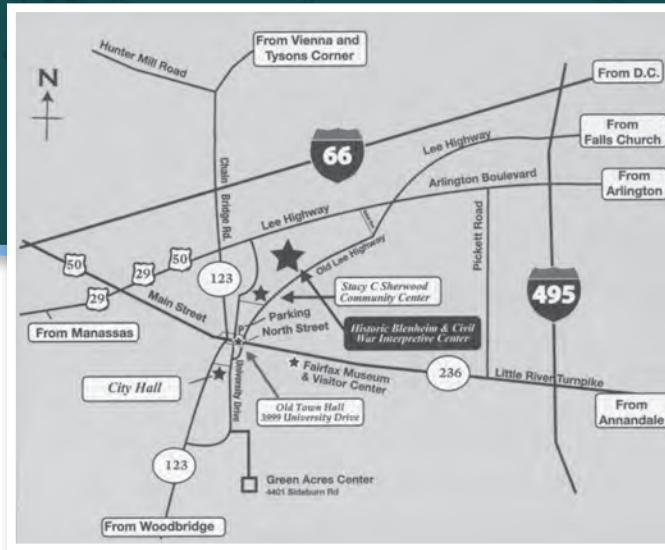 From Vienna and
Tysons Corner
Hunter Mill Road
N
From D.C.
66
Lee Highway
From
Falls Church
Chain Bridge Rd.
Arlington Boulevard
From
Arlington
Lee Highway
Pickett Road
50
50
29
29
Old Lee Highway
123
495
Stacy C Sherwood
Community Center
Main Street
Parking
P
North Street
Historic Blenheim & Civil
War Interpretive Center
From Manassas
City Hall
University Drive
Fairfax Museum
& Visitor Center
236
Little River Turnpike
Old Town Hall
3999 University Drive
From
Annandale
123
Green Acres Center
4401 Sideburn Rd
From Woodbridge